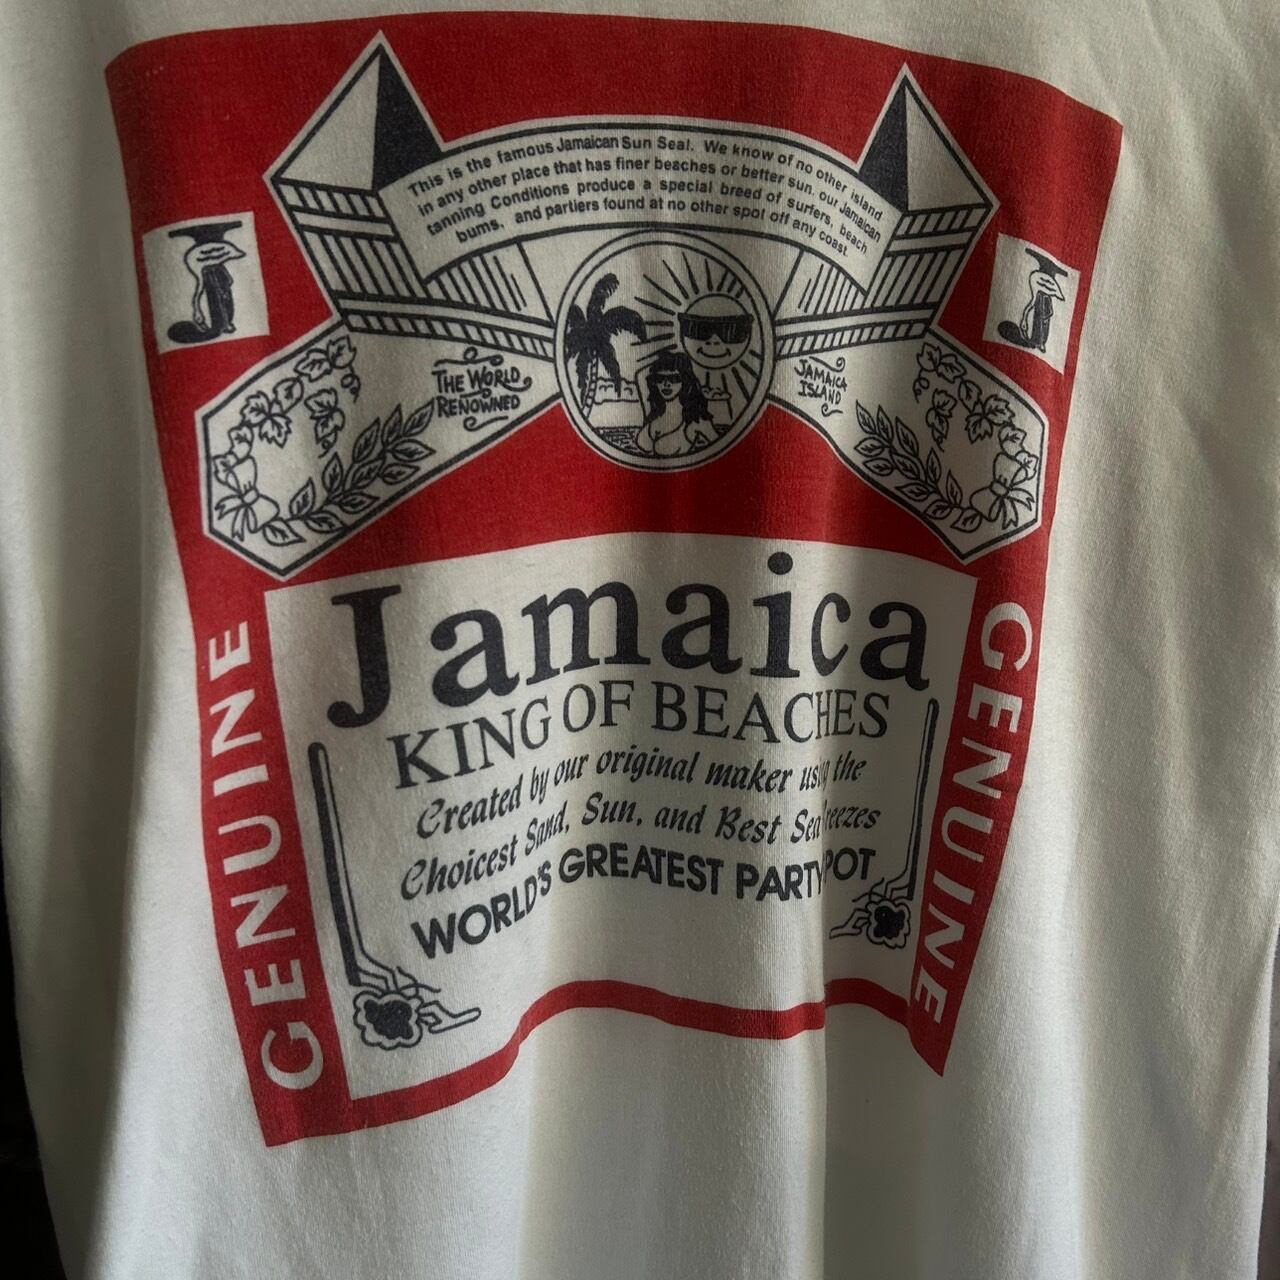 This is the famous Jamaican Sun Seal. We know of no other island
in any other place that has finer beaches or better sun. our Jamaican
tanning Conditions produce a special breed of surfers, beach
bums, and partiers found at no other spot off any coast.
J
J
THE WORLD
RENOWNED
JAMAICA
ISLAND
GENUINE
GENUINE
Jamaica
KING OF BEACHES
Created by our original maker using the
Choicest Sand, Sun, and Best Sea
WORLD'S GREATEST PARTY